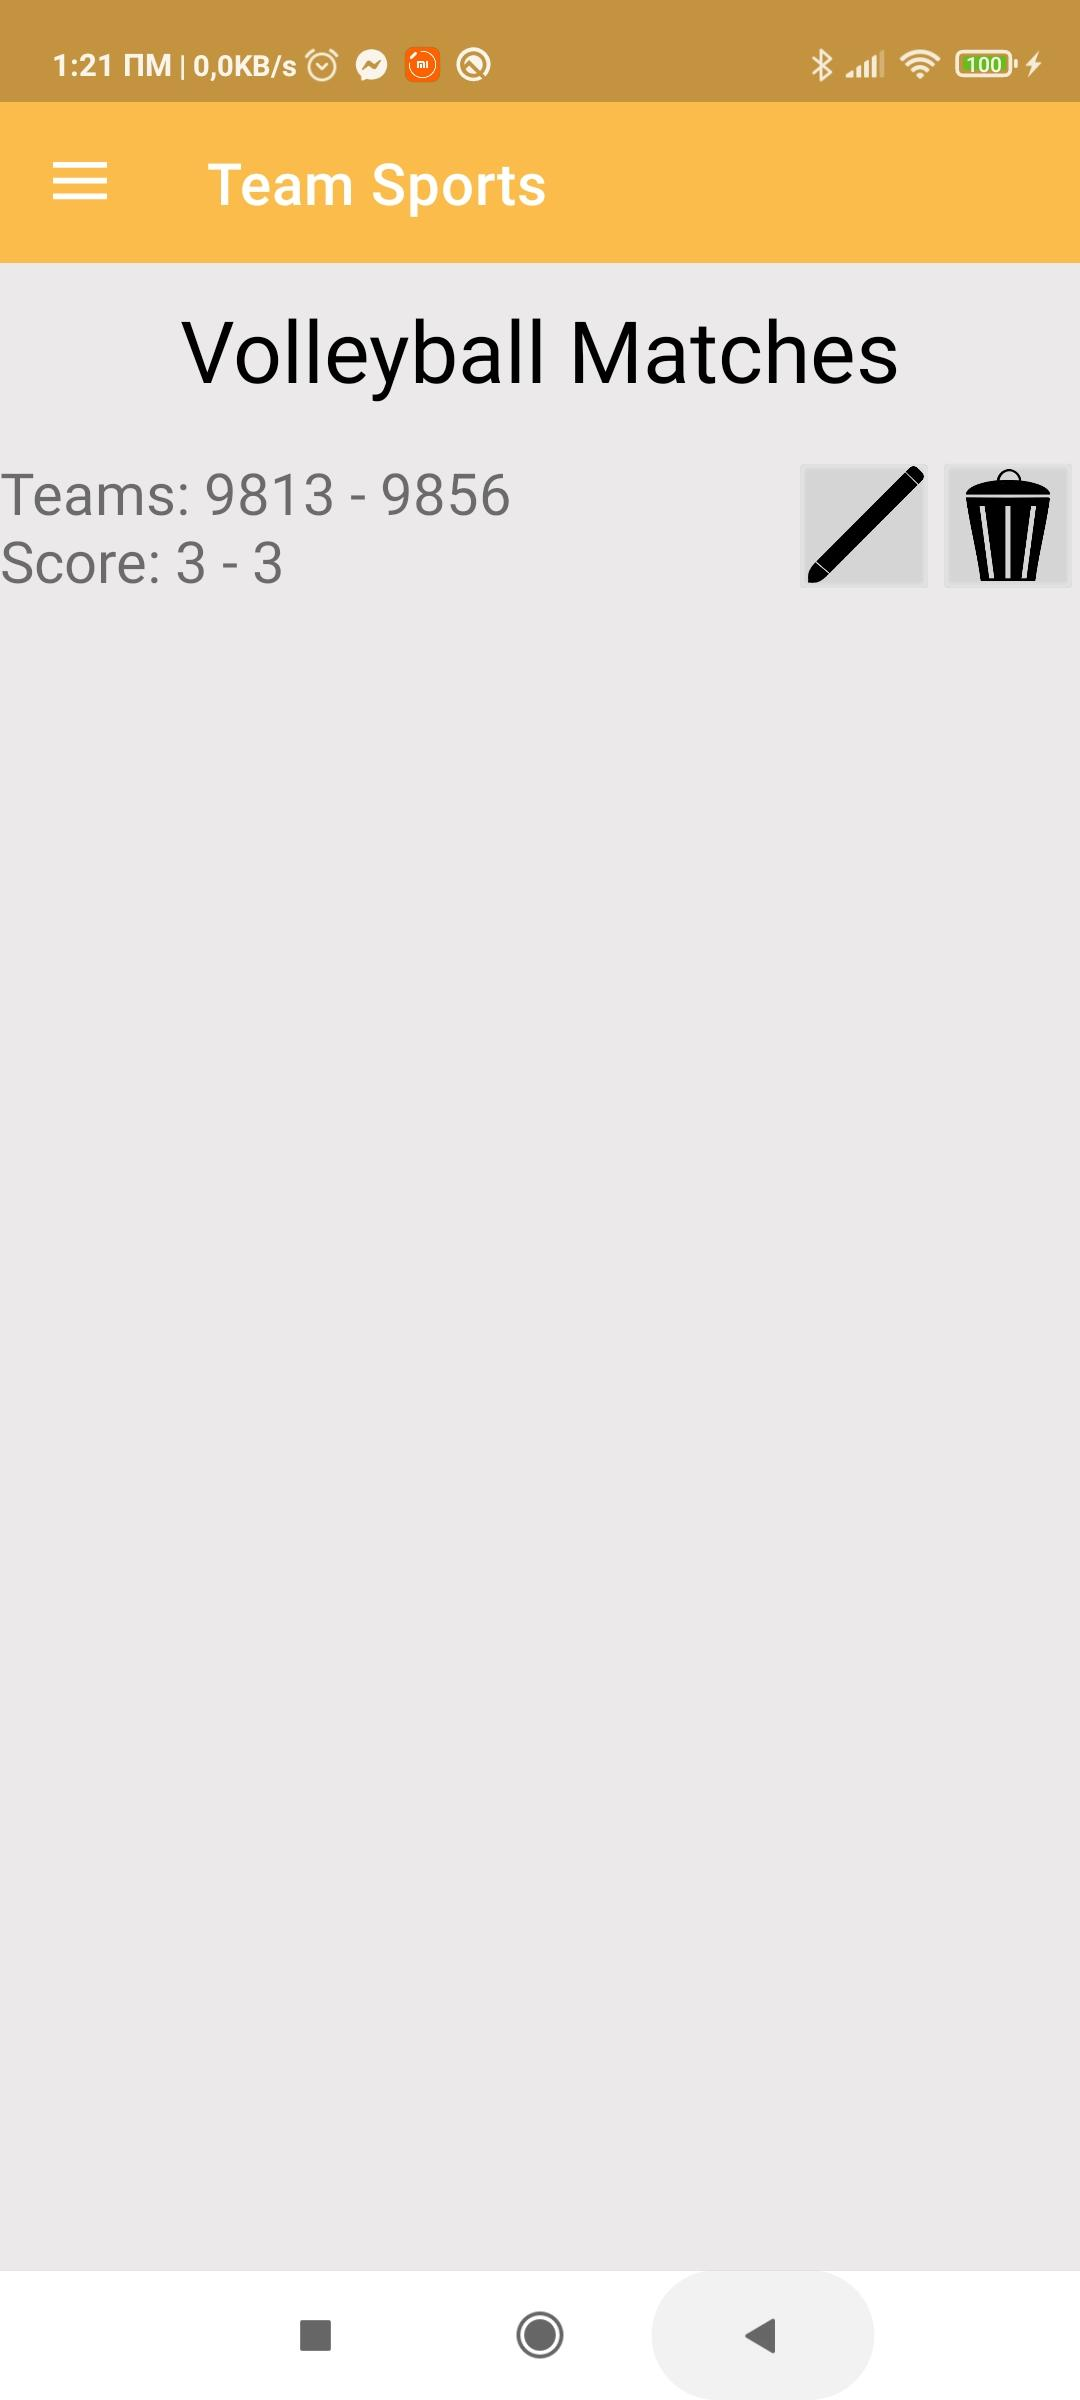 1:21 ПМ | 0,0KB/s
100
Team Sports
Volleyball Matches
Teams: 9813 - 9856
Score: 3 - 3